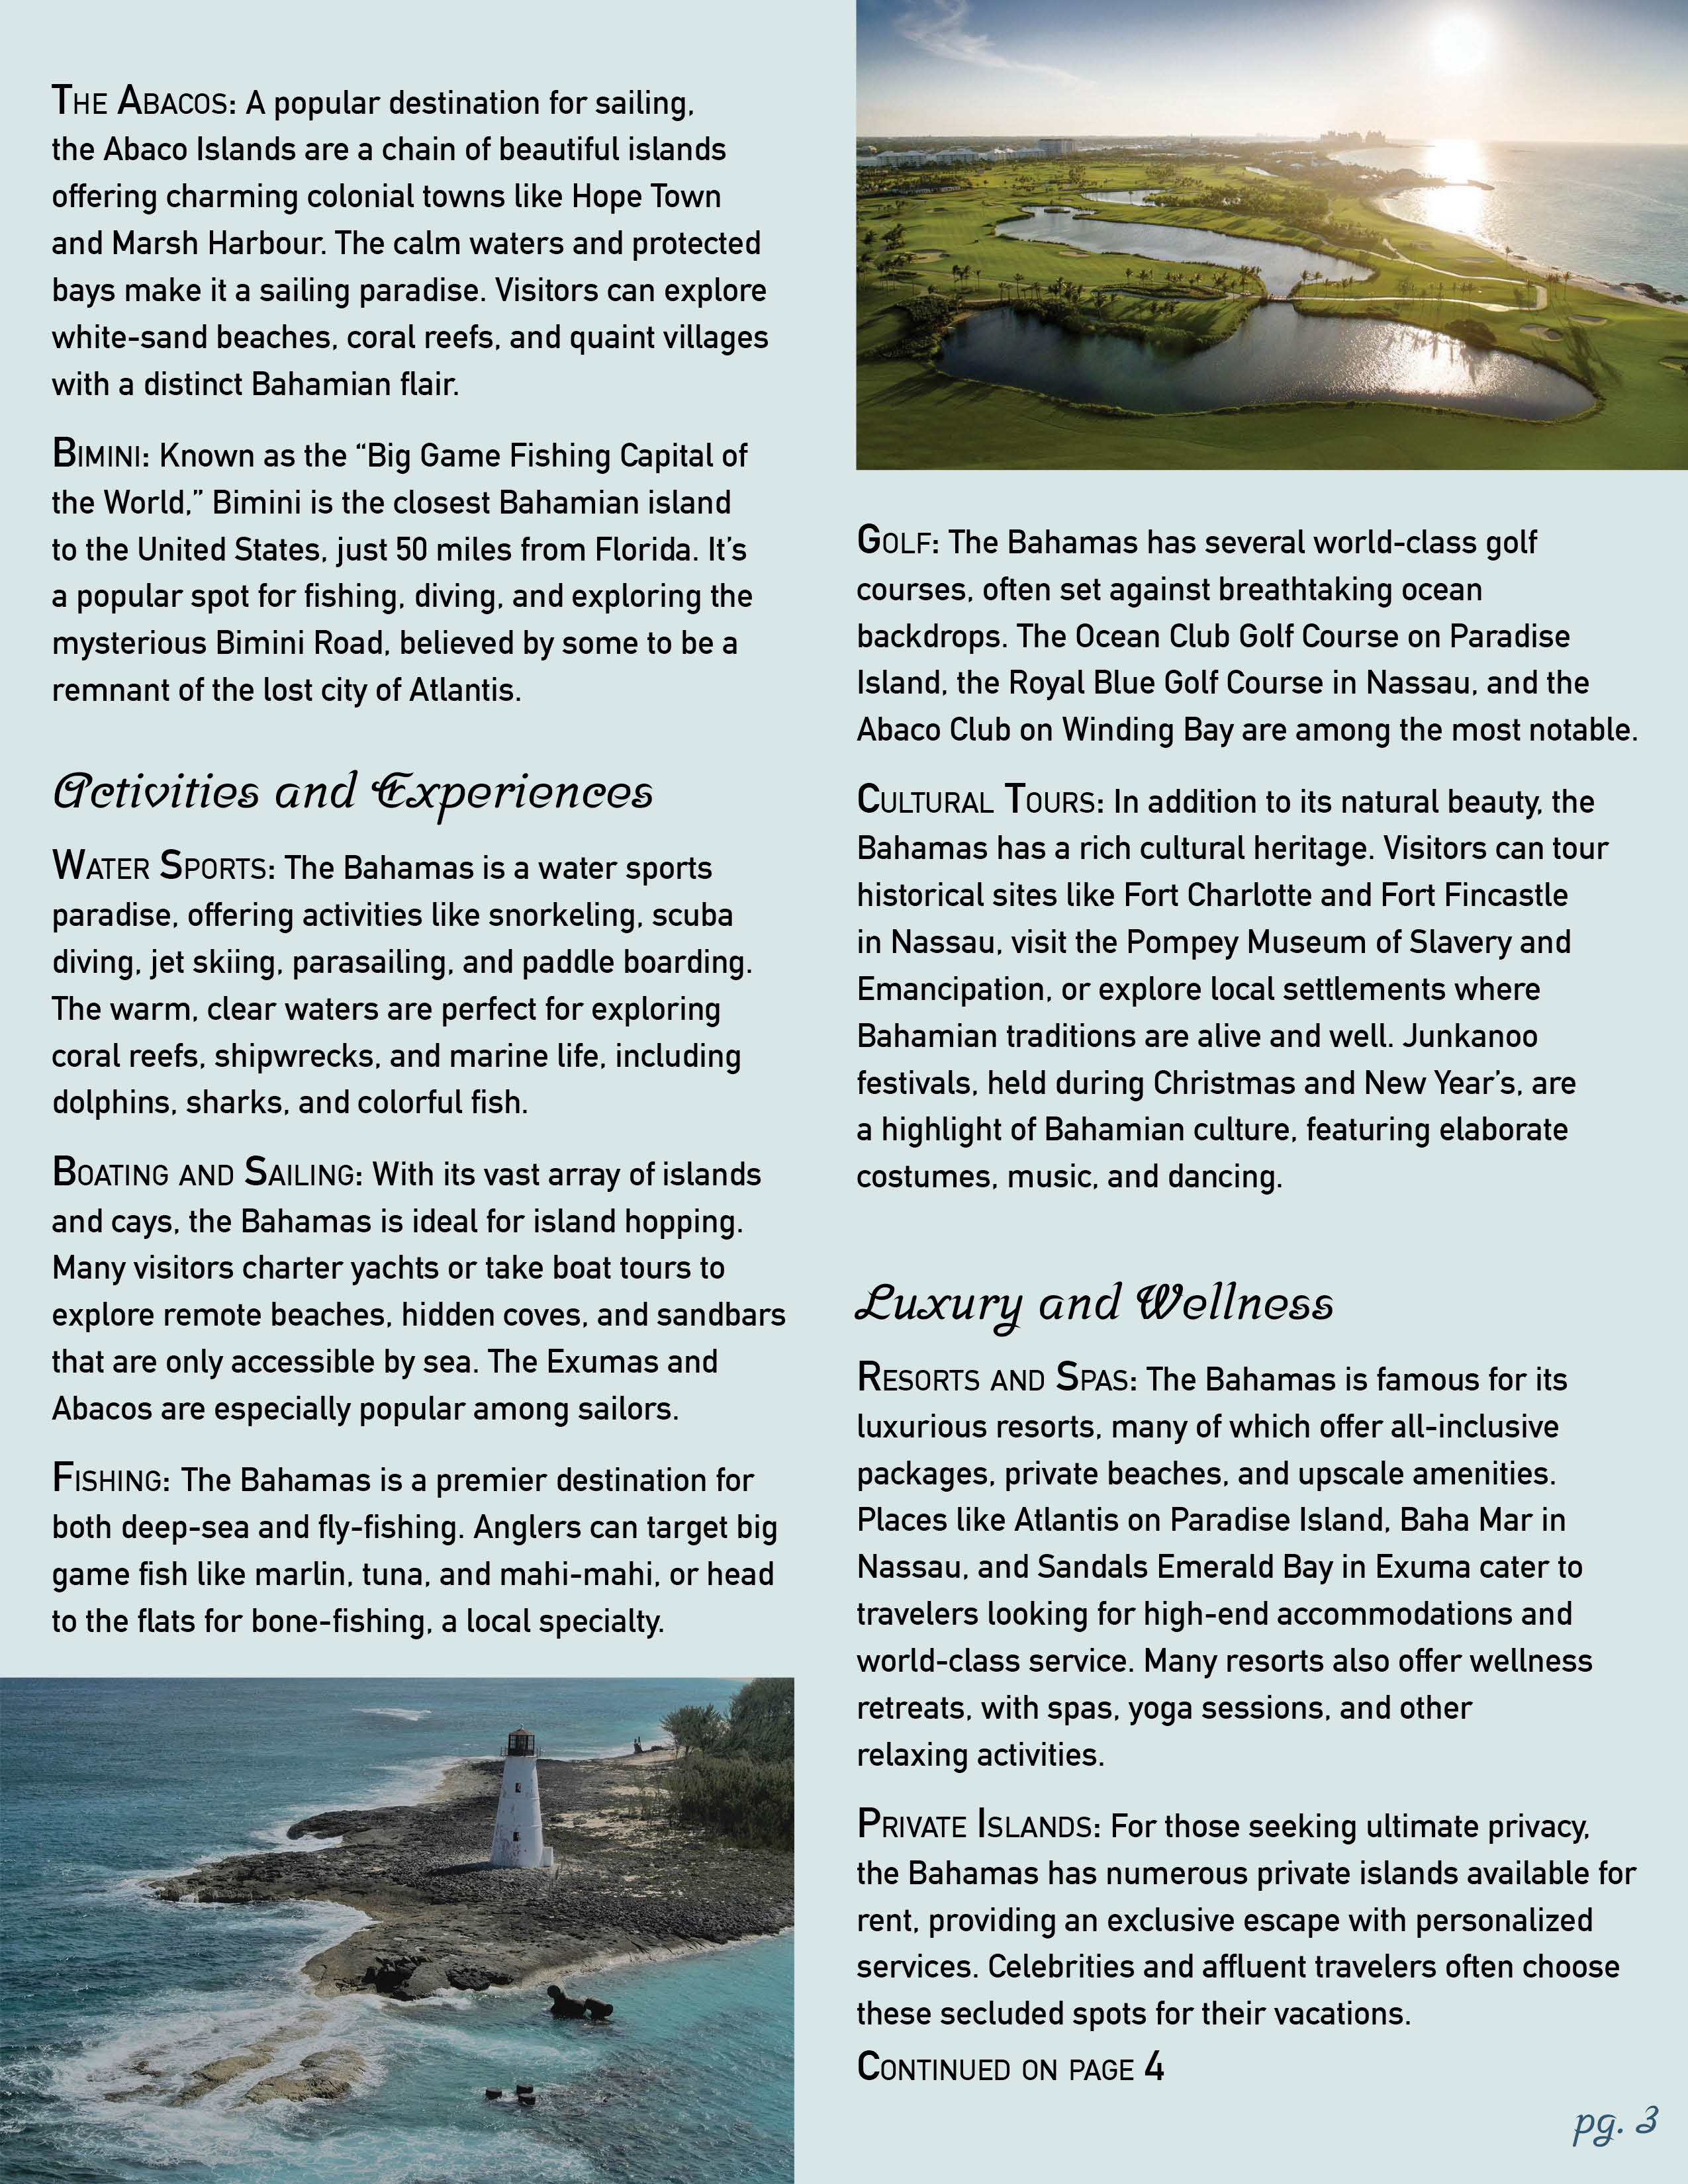 The Abacos: A popular destination for sailing,
the Abaco Islands are a chain of beautiful islands
offering charming colonial towns like Hope Town
and Marsh Harbour. The calm waters and protected
bays make it a sailing paradise. Visitors can explore
white-sand beaches, coral reefs, and quaint villages
with a distinct Bahamian flair.
Bimini: Known as the “Big Game Fishing Capital of
the World,” Bimini is the closest Bahamian island
to the United States, just 50 miles from Florida. It’s
a popular spot for fishing, diving, and exploring the
mysterious Bimini Road, believed by some to be a
remnant of the lost city of Atlantis.
Activities and Experiences
Water Sports: The Bahamas is a water sports
paradise, offering activities like snorkeling, scuba
diving, jet skiing, parasailing, and paddle boarding.
The warm, clear waters are perfect for exploring
coral reefs, shipwrecks, and marine life, including
dolphins, sharks, and colorful fish.
Boating and Sailing: With its vast array of islands
and cays, the Bahamas is ideal for island hopping.
Many visitors charter yachts or take boat tours to
explore remote beaches, hidden coves, and sandbars
that are only accessible by sea. The Exumas and
Abacos are especially popular among sailors.
Fishing: The Bahamas is a premier destination for
both deep-sea and fly-fishing. Anglers can target big
game fish like marlin, tuna, and mahi-mahi, or head
to the flats for bone-fishing, a local specialty.
Golf: The Bahamas has several world-class golf
courses, often set against breathtaking ocean
backdrops. The Ocean Club Golf Course on Paradise
Island, the Royal Blue Golf Course in Nassau, and the
Abaco Club on Winding Bay are among the most notable.
Cultural Tours: In addition to its natural beauty, the
Bahamas has a rich cultural heritage. Visitors can tour
historical sites like Fort Charlotte and Fort Fincastle
in Nassau, visit the Pompey Museum of Slavery and
Emancipation, or explore local settlements where
Bahamian traditions are alive and well. Junkanoo
festivals, held during Christmas and New Year’s, are
a highlight of Bahamian culture, featuring elaborate
costumes, music, and dancing.
Luxury and Wellness
Resorts and Spas: The Bahamas is famous for its
luxurious resorts, many of which offer all-inclusive
packages, private beaches, and upscale amenities.
Places like Atlantis on Paradise Island, Baha Mar in
Nassau, and Sandals Emerald Bay in Exuma cater to
travelers looking for high-end accommodations and
world-class service. Many resorts also offer wellness
retreats, with spas, yoga sessions, and other
relaxing activities.
Private Islands: For those seeking ultimate privacy,
the Bahamas has numerous private islands available for
rent, providing an exclusive escape with personalized
services. Celebrities and affluent travelers often choose
these secluded spots for their vacations.
Continued on page 4
pg. 3